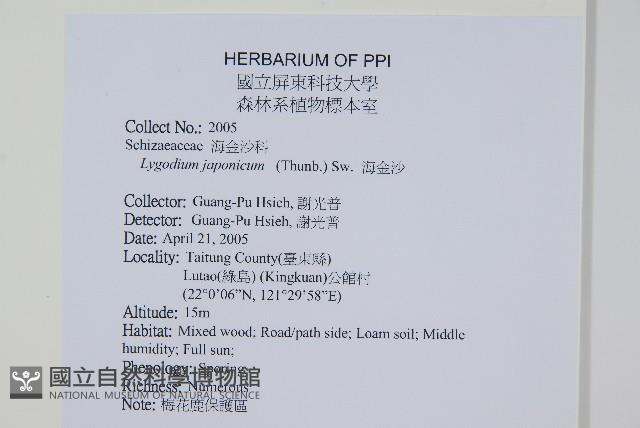 HERBARIUM OF PPI
國立屏東科技大學
森林系植物標本室
Collect No.: 2005
Schizaeaceae 海金沙科
Lygodium japonicum (Thunb.) Sw. 海金沙
Collector: Guang-Pu Hsieh, 謝光普
Detector: Guang-Pu Hsieh, 謝光普
Date: April 21, 2005
Locality: Taitung County(臺東縣)
Lutao(綠島) (Kingkuan)公館村
(22°0'06”N, 121°29'58”E)
Altitude: 15m
Habitat: Mixed wood; Road/path side; Loam soil; Middle
humidity; Full sun;
Phenology: Sporing
Richness: Numerous
Note: 梅花鹿保護區
國立自然科學博物館
NATIONAL MUSEUM OF NATURAL SCIENCE